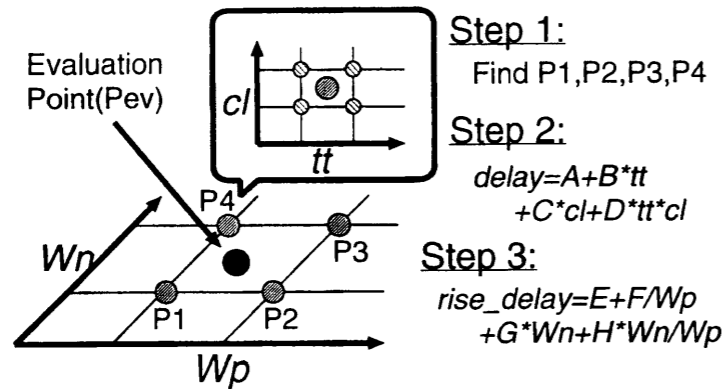 Evaluation
Point(Pev)
cl
tt
P4
P3
P1
P2
Wn
Wp
Step 1:
Find P1,P2,P3,P4
Step 2:
delay=A+B*tt
+C*cl+D*tt*cl
Step 3:
rise_delay=E+F/Wp
+G*Wn+H*Wn/Wp